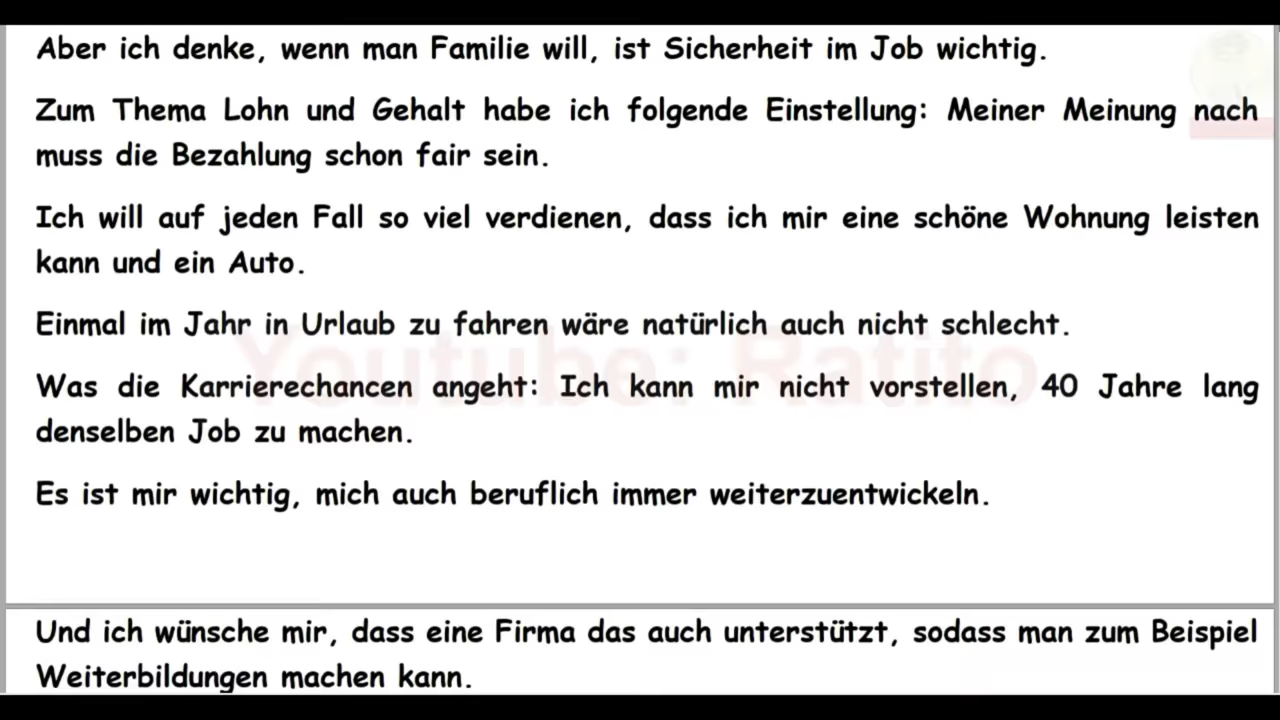 Aber ich denke, wenn man Familie will, ist Sicherheit im Job wichtig.
Zum Thema Lohn und Gehalt habe ich folgende Einstellung: Meiner Meinung nach
muss die Bezahlung schon fair sein.
Ich will auf jeden Fall so viel verdienen, dass ich mir eine schöne Wohnung leisten
kann und ein Auto.
Einmal im Jahr in Urlaub zu fahren wäre natürlich auch nicht schlecht.
Youtube: Ratito
Was die Karrierechancen angeht: Ich kann mir nicht vorstellen, 40 Jahre lang
denselben Job zu machen.
Es ist mir wichtig, mich auch beruflich immer weiterzuentwickeln.
Und ich wünsche mir, dass eine Firma das auch unterstützt, sodass man zum Beispiel
Weiterbildungen machen kann.